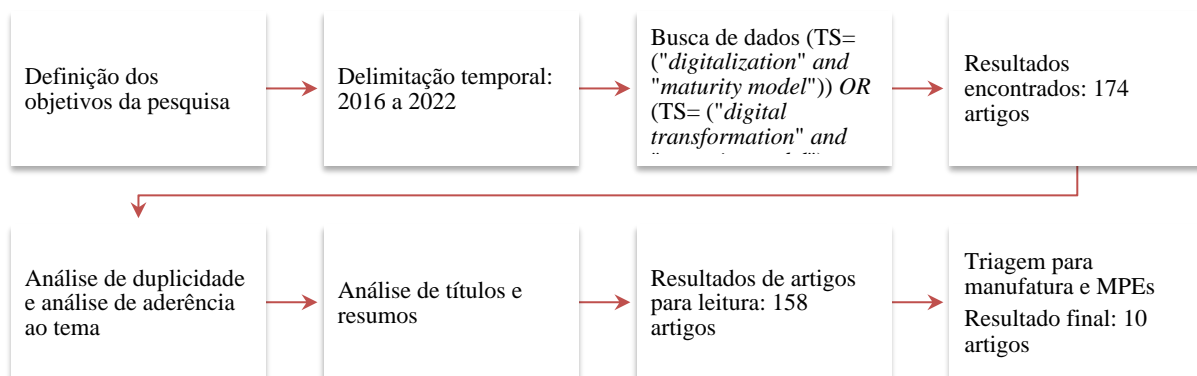 Definição dos
objetivos da pesquisa
Delimitação temporal:
2016 a 2022
Busca de dados (TS=
("digitalization" and
"maturity model")) OR
(TS= ("digital
transformation" and
Resultados
encontrados: 174
artigos
Análise de duplicidade
e análise de aderência
ao tema
Análise de títulos e
resumos
Resultados de artigos
para leitura: 158
artigos
Triagem para
manufatura e MPEs
Resultado final: 10
artigos